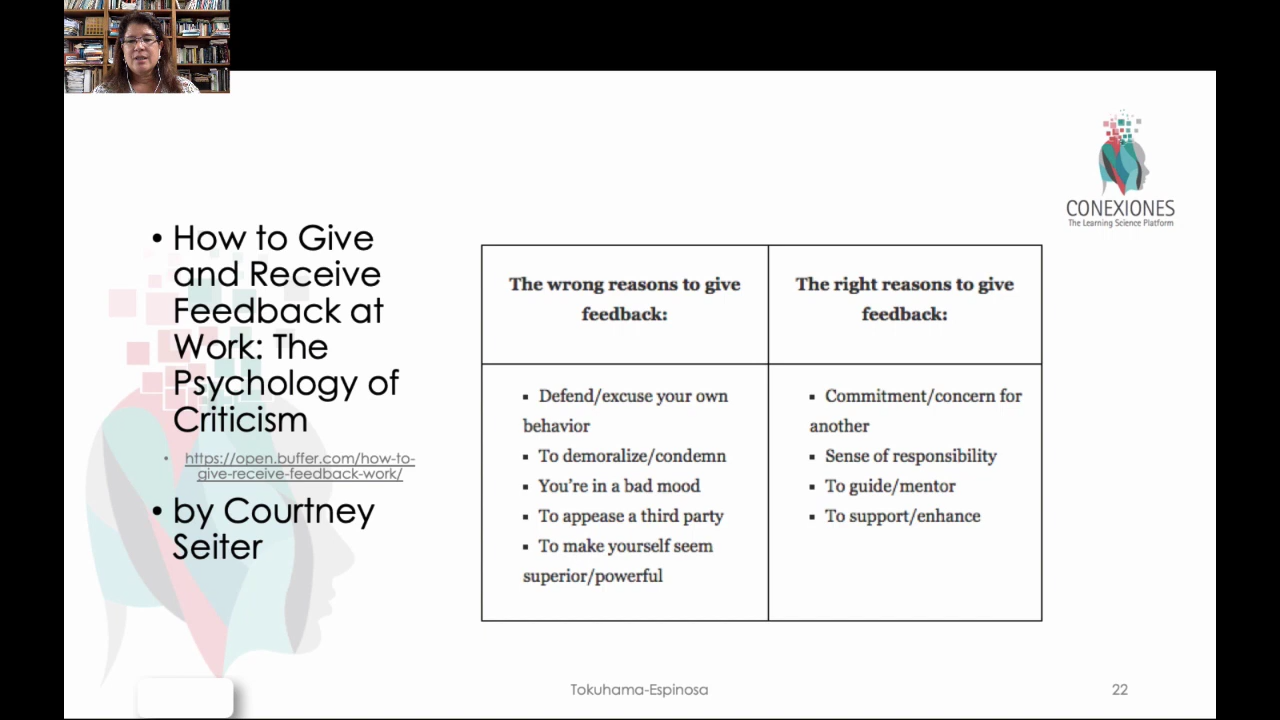 CONEXIONES
The Learning Science Platform
• How to Give
and Receive
Feedback at
Work: The
Psychology of
Criticism
• https://open.buffer.com/how-to-
give-receive-feedback-work/
• by Courtney
Seiter
The wrong reasons to give
feedback:
▪ Defend/excuse your own
behavior
▪ To demoralize/condemn
▪ You're in a bad mood
▪ To appease a third party
▪ To make yourself seem
superior/powerful
The right reasons to give
feedback:
▪ Commitment/concern for
another
▪ Sense of responsibility
▪ To guide/mentor
▪ To support/enhance
Tokuhama-Espinosa
22